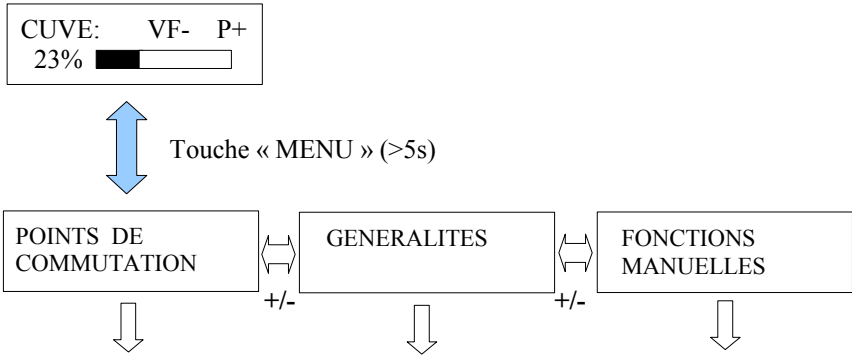 CUVE: VF- P+
23%
Touche « MENU » (>5s)
POINTS DE
COMMUTATION
+/-
GENERALITES
+/-
FONCTIONS
MANUELLES